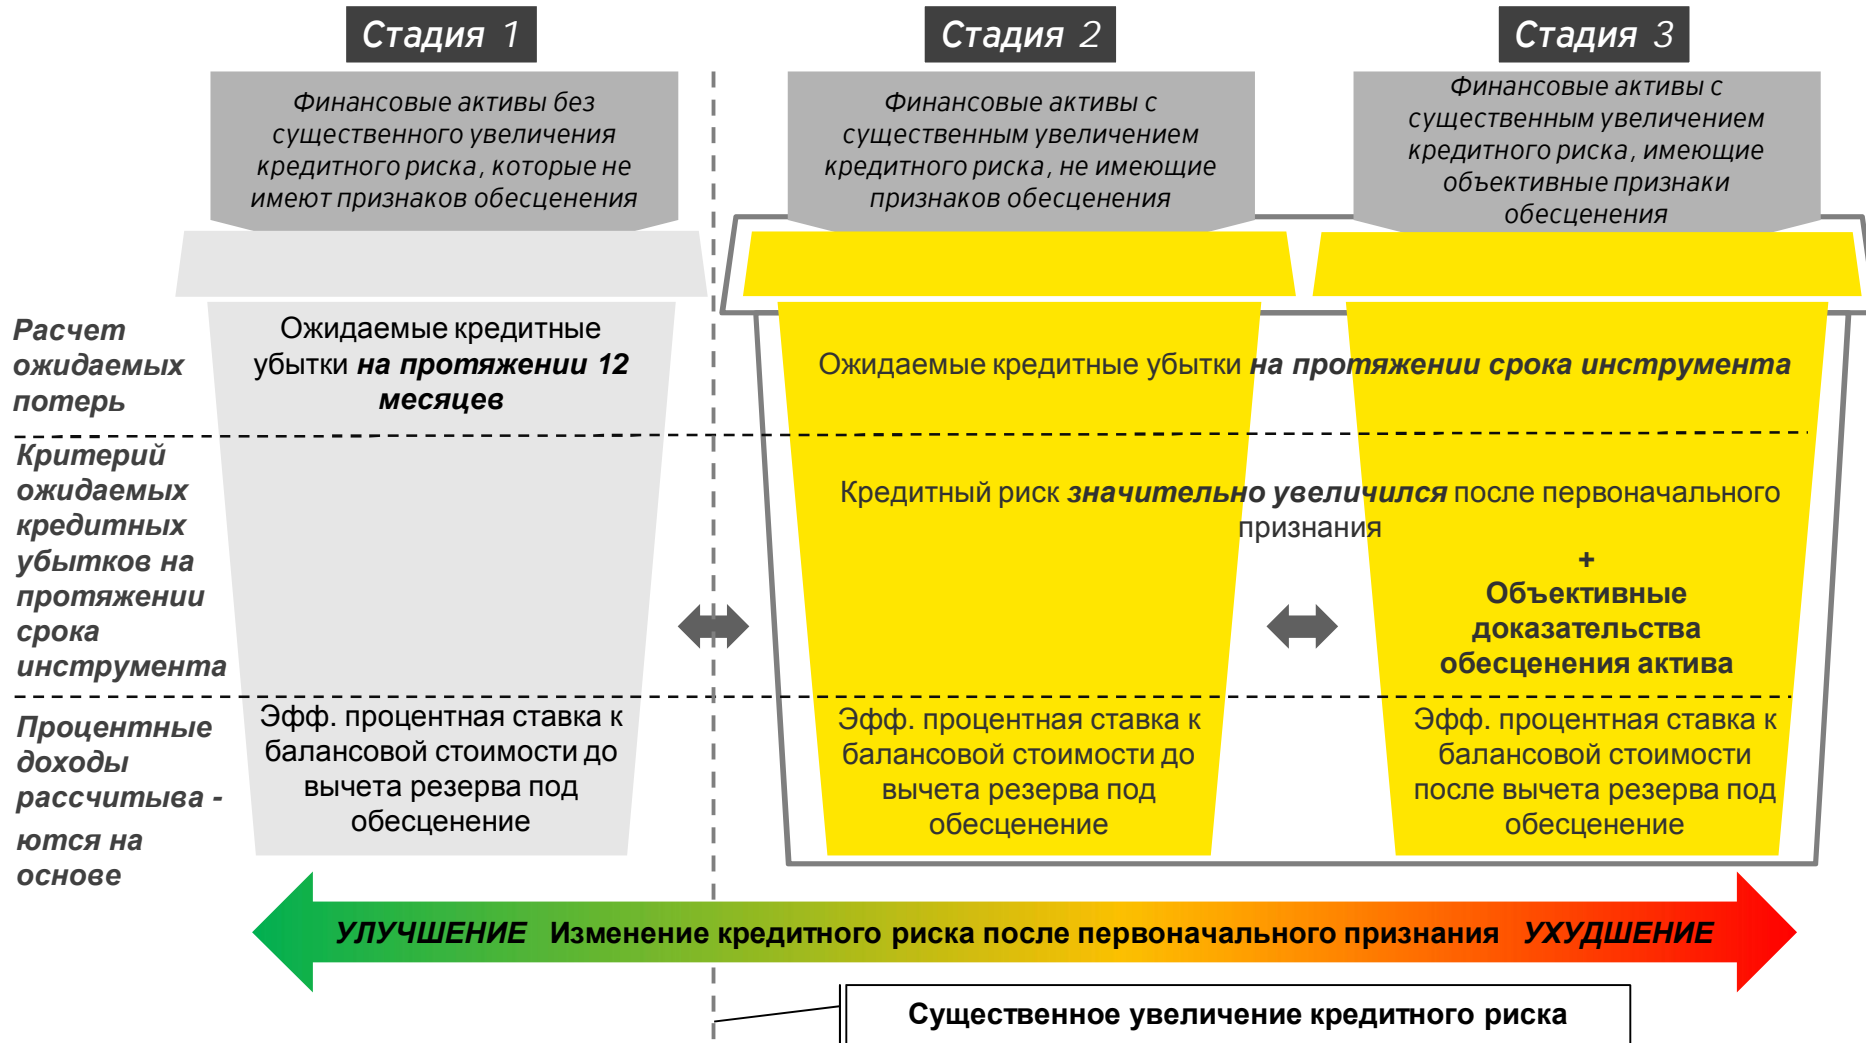 Стадия 1
Стадия 2
Стадия 3
Финансовые активы без
существенного увеличения
кредитного риска, которые не
имеют признаков обесценения
Финансовые активы с
существенным увеличением
кредитного риска, не имеющие
признаков обесценения
Финансовые активы с
существенным увеличением
кредитного риска, имеющие
объективные признаки
обесценения
Расчет
ожидаемых
потерь
Ожидаемые кредитные
убытки на протяжении 12
месяцев
Ожидаемые кредитные убытки на протяжении срока инструмента
Критерий
ожидаемых
кредитных
убытков на
протяжении
срока
инструмента
Кредитный риск значительно увеличился после первоначального
признания
+
Объективные
доказательства
обесценения актива
Процентные
доходы
рассчитыва -
ются на
основе
Эфф. процентная ставка к
балансовой стоимости до
вычета резерва под
обесценение
Эфф. процентная ставка к
балансовой стоимости до
вычета резерва под
обесценение
Эфф. процентная ставка к
балансовой стоимости
после вычета резерва под
обесценение
УЛУЧШЕНИЕ Изменение кредитного риска после первоначального признания УХУДШЕНИЕ
Существенное увеличение кредитного риска